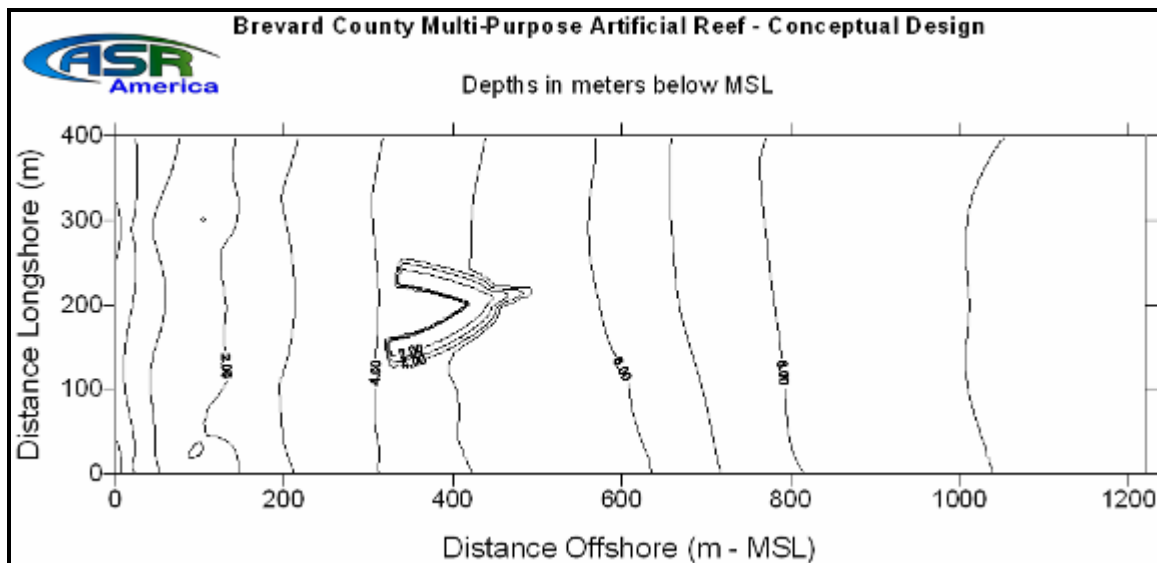 Brevard County Multi-Purpose Artificial Reef - Conceptual Design
ASR
America
Depths in meters below MSL
Distance Longshore (m)
400
300
200
100
0
4.00
6.00
8.00
0 200 400 600 800 1000 1200
Distance Offshore (m - MSL)